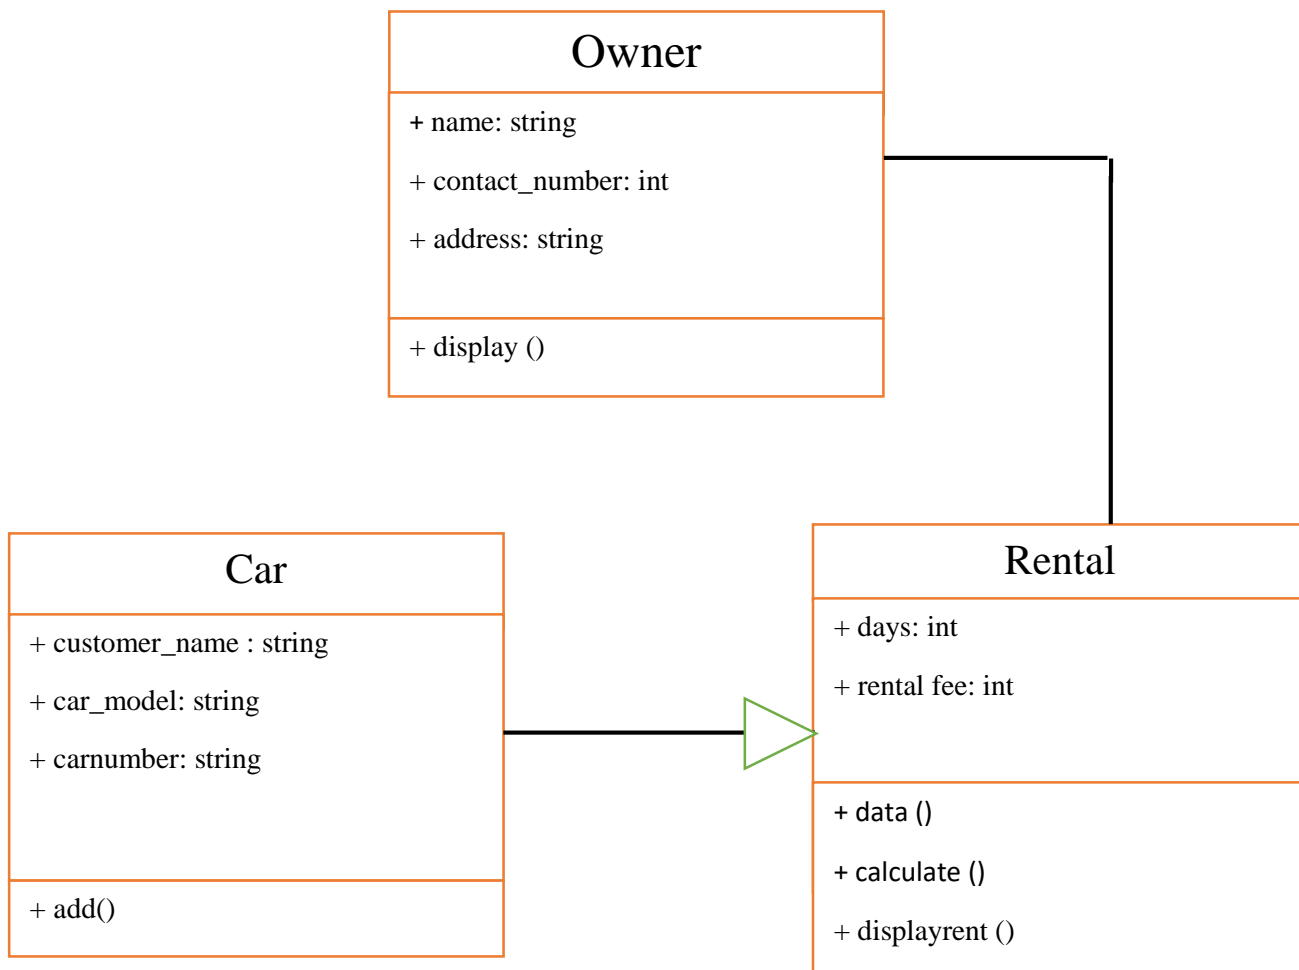 Owner
+ name: string
+ contact_number: int
+ address: string
+ display ()
Car
+ customer_name : string
+ car_model: string
+ carnumber: string
+ add()
Rental
+ days: int
+ rental fee: int
+ data ()
+ calculate ()
+ displayrent ()